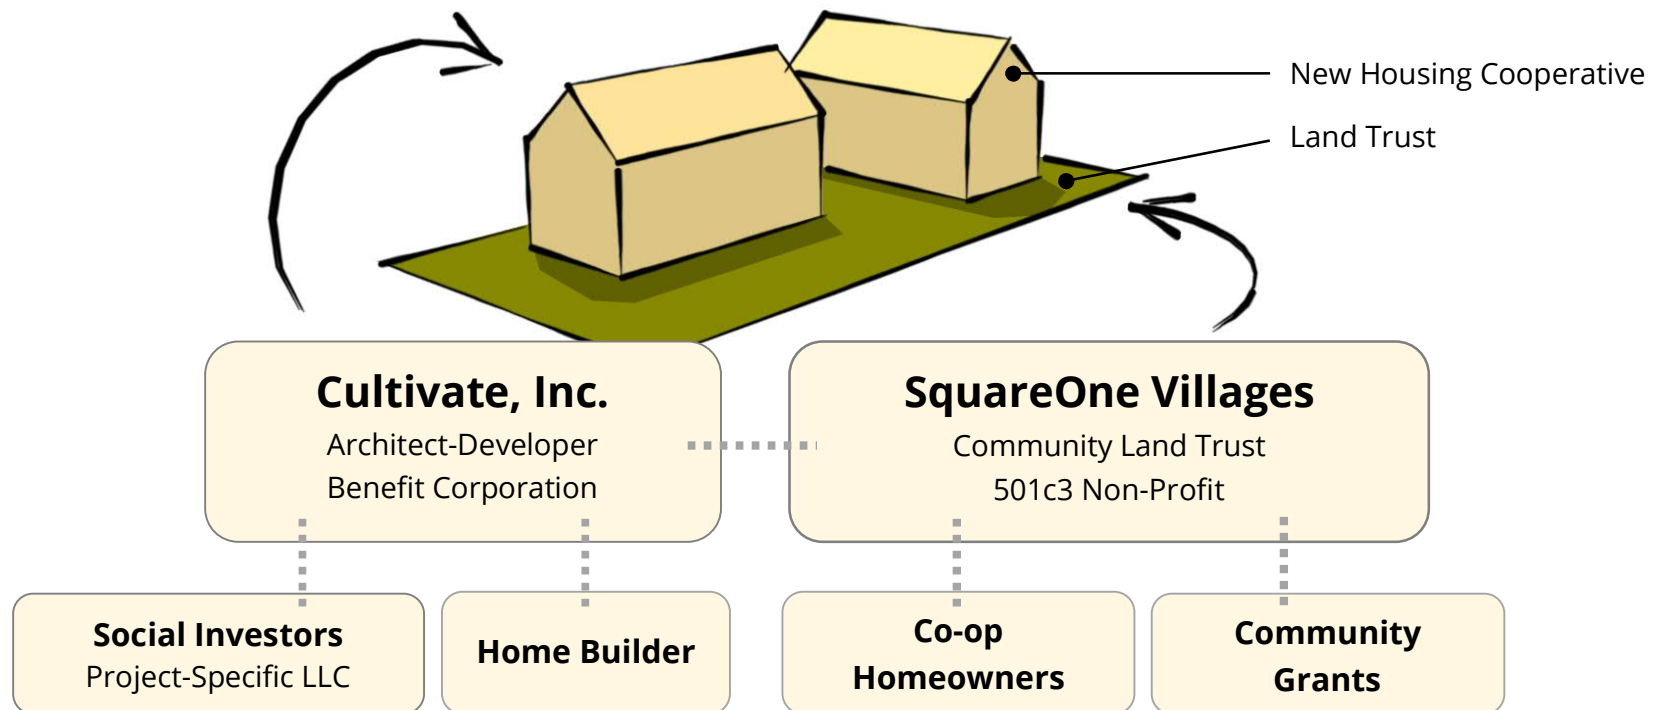 New Housing Cooperative
Land Trust
Cultivate, Inc.
Architect-Developer
Benefit Corporation
SquareOne Villages
Community Land Trust
501c3 Non-Profit
Social Investors
Project-Specific LLC
Home Builder
Co-op
Homeowners
Community
Grants